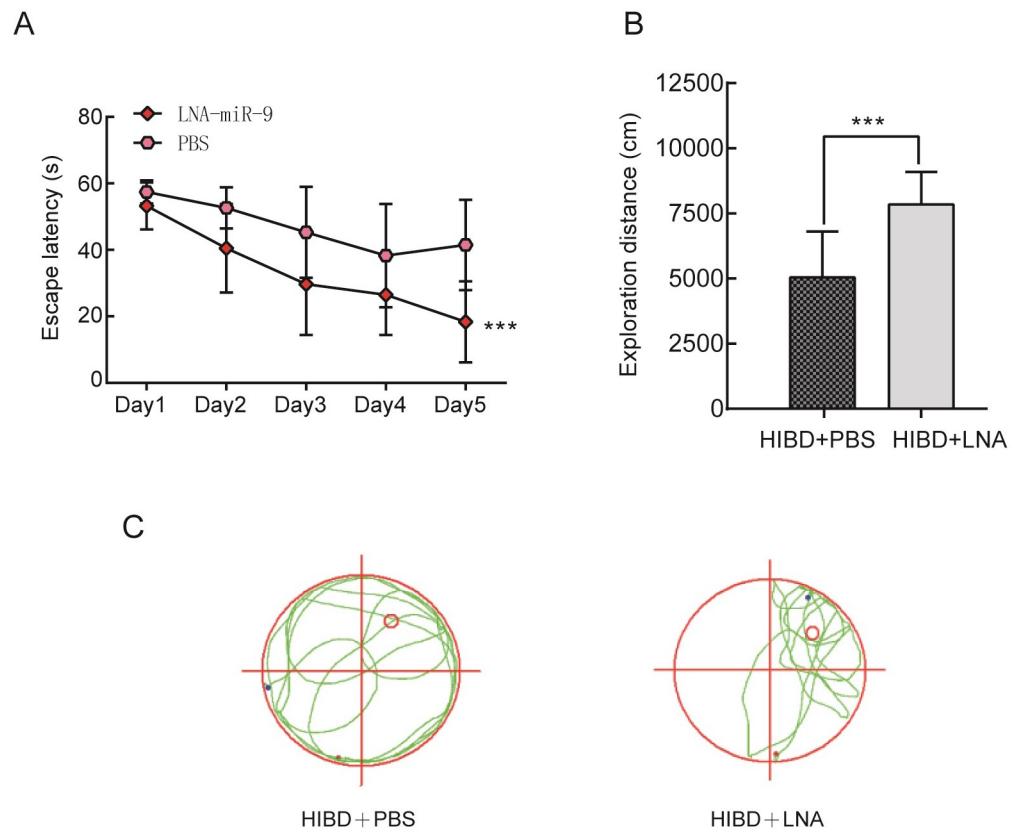 A
Escape latency (s)
80
60
40
20
0
LNA-miR-9
PBS
***
Day1 Day2 Day3 Day4 Day5
B
Exploration distance (cm)
12500
10000
7500
5000
2500
0
***
HIBD+PBS HIBD+LNA
C
HIBD+PBS HIBD+LNA